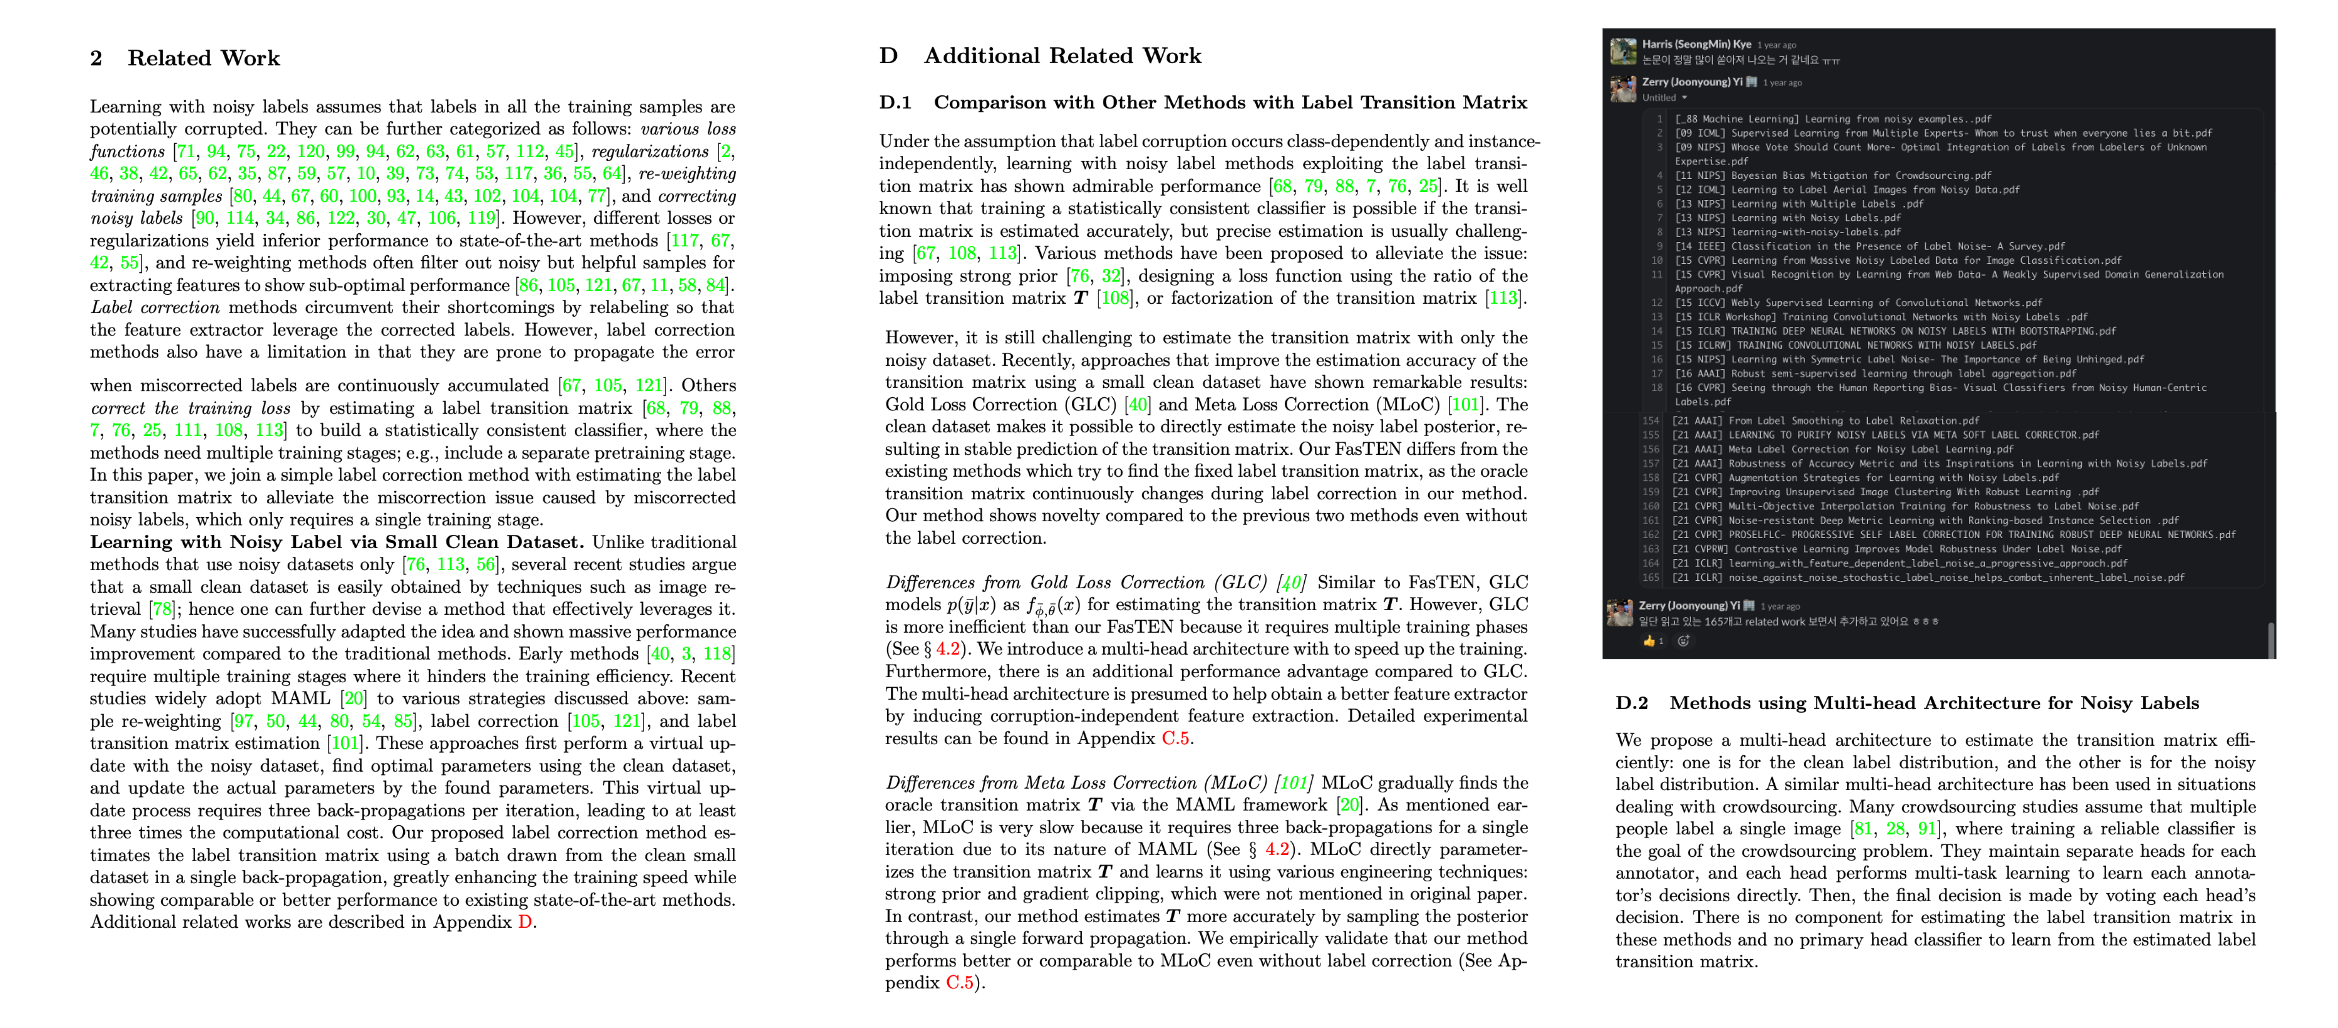 2 Related Work
Learning with noisy labels assumes that labels in all the training samples are
potentially corrupted. They can be further categorized as follows: various loss
functions [71, 94, 75, 22, 120, 99, 94, 62, 63, 61, 57, 112, 45], regularizations [2,
46, 38, 42, 65, 62, 35, 87, 59, 57, 10, 39, 73, 74, 53, 117, 36, 55, 64], re-weighting
training samples [80, 44, 67, 60, 100, 93, 14, 43, 102, 104, 104, 77], and correcting
noisy labels [90, 114, 34, 86, 122, 30, 47, 106, 119]. However, different losses or
regularizations yield inferior performance to state-of-the-art methods [117, 67,
42, 55], and re-weighting methods often filter out noisy but helpful samples for
extracting features to show sub-optimal performance [86, 105, 121, 67, 11, 58, 84].
Label correction methods circumvent their shortcomings by relabeling so that
the feature extractor leverage the corrected labels. However, label correction
methods also have a limitation in that they are prone to propagate the error
when miscorrected labels are continuously accumulated [67, 105, 121]. Others
correct the training loss by estimating a label transition matrix [68, 79, 88,
7, 76, 25, 111, 108, 113] to build a statistically consistent classifier, where the
methods need multiple training stages; e.g., include a separate pretraining stage.
In this paper, we join a simple label correction method with estimating the label
transition matrix to alleviate the miscorrection issue caused by miscorrected
noisy labels, which only requires a single training stage.
Learning with Noisy Label via Small Clean Dataset. Unlike traditional
methods that use noisy datasets only [76, 113, 56], several recent studies argue
that a small clean dataset is easily obtained by techniques such as image re-
trieval [78]; hence one can further devise a method that effectively leverages it.
Many studies have successfully adapted the idea and shown massive performance
improvement compared to the traditional methods. Early methods [40, 3, 118]
require multiple training stages where it hinders the training efficiency. Recent
studies widely adopt MAML [20] to various strategies discussed above: sam-
ple re-weighting [97, 50, 44, 80, 54, 85], label correction [105, 121], and label
transition matrix estimation [101]. These approaches first perform a virtual up-
date with the noisy dataset, find optimal parameters using the clean dataset,
and update the actual parameters by the found parameters. This virtual up-
date process requires three back-propagations per iteration, leading to at least
three times the computational cost. Our proposed label correction method es-
timates the label transition matrix using a batch drawn from the clean small
dataset in a single back-propagation, greatly enhancing the training speed while
showing comparable or better performance to existing state-of-the-art methods.
Additional related works are described in Appendix D.
D Additional Related Work
D.1 Comparison with Other Methods with Label Transition Matrix
Under the assumption that label corruption occurs class-dependently and instance-
independently, learning with noisy label methods exploiting the label transi-
tion matrix has shown admirable performance [68, 79, 88, 7, 76, 25]. It is well
known that training a statistically consistent classifier is possible if the transi-
tion matrix is estimated accurately, but precise estimation is usually challeng-
ing [67, 108, 113]. Various methods have been proposed to alleviate the issue:
imposing strong prior [76, 32], designing a loss function using the ratio of the
label transition matrix T [108], or factorization of the transition matrix [113].
However, it is still challenging to estimate the transition matrix with only the
noisy dataset. Recently, approaches that improve the estimation accuracy of the
transition matrix using a small clean dataset have shown remarkable results:
Gold Loss Correction (GLC) [40] and Meta Loss Correction (MLoC) [101]. The
clean dataset makes it possible to directly estimate the noisy label posterior, re-
sulting in stable prediction of the transition matrix. Our FasTEN differs from the
existing methods which try to find the fixed label transition matrix, as the oracle
transition matrix continuously changes during label correction in our method.
Our method shows novelty compared to the previous two methods even without
the label correction.
Differences from Gold Loss Correction (GLC) [40] Similar to FasTEN, GLC
models p(ȳ|x) as f_φ̄,θ̄(x) for estimating the transition matrix T. However, GLC
is more inefficient than our FasTEN because it requires multiple training phases
(See § 4.2). We introduce a multi-head architecture with to speed up the training.
Furthermore, there is an additional performance advantage compared to GLC.
The multi-head architecture is presumed to help obtain a better feature extractor
by inducing corruption-independent feature extraction. Detailed experimental
results can be found in Appendix C.5.
Differences from Meta Loss Correction (MLoC) [101] MLoC gradually finds the
oracle transition matrix T via the MAML framework [20]. As mentioned ear-
lier, MLoC is very slow because it requires three back-propagations for a single
iteration due to its nature of MAML (See § 4.2). MLoC directly parameter-
izes the transition matrix T and learns it using various engineering techniques:
strong prior and gradient clipping, which were not mentioned in original paper.
In contrast, our method estimates T more accurately by sampling the posterior
through a single forward propagation. We empirically validate that our method
performs better or comparable to MLoC even without label correction (See Ap-
pendix C.5).
Harris (SeongMin) Kye 1 year ago
논문이 정말 많이 쏟아져 나오는 거 같네요 ㅠㅠ
Zerry (Joonyoung) Yi 1 year ago
Untitled
1 [_88 Machine Learning] Learning from noisy examples..pdf
2 [09 ICML] Supervised Learning from Multiple Experts- Whom to trust when everyone lies a bit.pdf
3 [09 NIPS] Whose Vote Should Count More- Optimal Integration of Labels from Labelers of Unknown
Expertise.pdf
4 [11 NIPS] Bayesian Bias Mitigation for Crowdsourcing.pdf
5 [12 ICML] Learning to Label Aerial Images from Noisy Data.pdf
6 [13 NIPS] Learning with Multiple Labels .pdf
7 [13 NIPS] Learning with Noisy Labels.pdf
8 [13 NIPS] learning-with-noisy-labels.pdf
9 [14 IEEE] Classification in the Presence of Label Noise- A Survey.pdf
10 [15 CVPR] Learning from Massive Noisy Labeled Data for Image Classification.pdf
11 [15 CVPR] Visual Recognition by Learning from Web Data- A Weakly Supervised Domain Generalization
Approach.pdf
12 [15 ICCV] Webly Supervised Learning of Convolutional Networks.pdf
13 [15 ICLR Workshop] Training Convolutional Networks with Noisy Labels .pdf
14 [15 ICLR] TRAINING DEEP NEURAL NETWORKS ON NOISY LABELS WITH BOOTSTRAPPING.pdf
15 [15 ICLRW] TRAINING CONVOLUTIONAL NETWORKS WITH NOISY LABELS.pdf
16 [15 NIPS] Learning with Symmetric Label Noise- The Importance of Being Unhinged.pdf
17 [16 AAAI] Robust semi-supervised learning through label aggregation.pdf
18 [16 CVPR] Seeing through the Human Reporting Bias- Visual Classifiers from Noisy Human-Centric
Labels.pdf
154 [21 AAAI] From Label Smoothing to Label Relaxation.pdf
155 [21 AAAI] LEARNING TO PURIFY NOISY LABELS VIA META SOFT LABEL CORRECTOR.pdf
156 [21 AAAI] Meta Label Correction for Noisy Label Learning.pdf
157 [21 AAAI] Robustness of Accuracy Metric and its Inspirations in Learning with Noisy Labels.pdf
158 [21 CVPR] Augmentation Strategies for Learning with Noisy Labels.pdf
159 [21 CVPR] Improving Unsupervised Image Clustering With Robust Learning .pdf
160 [21 CVPR] Multi-Objective Interpolation Training for Robustness to Label Noise.pdf
161 [21 CVPR] Noise-resistant Deep Metric Learning with Ranking-based Instance Selection .pdf
162 [21 CVPR] PROSELFLC- PROGRESSIVE SELF LABEL CORRECTION FOR TRAINING ROBUST DEEP NEURAL NETWORKS.pdf
163 [21 CVPRW] Contrastive Learning Improves Model Robustness Under Label Noise.pdf
164 [21 ICLR] learning_with_feature_dependent_label_noise_a_progressive_approach.pdf
165 [21 ICLR] noise_against_noise_stochastic_label_noise_helps_combat_inherent_label_noise.pdf
Zerry (Joonyoung) Yi 1 year ago
일단 읽고 있는 165개고 related work 보면서 추가하고 있어요 ㅎㅎㅎ
1
D.2 Methods using Multi-head Architecture for Noisy Labels
We propose a multi-head architecture to estimate the transition matrix effi-
ciently: one is for the clean label distribution, and the other is for the noisy
label distribution. A similar multi-head architecture has been used in situations
dealing with crowdsourcing. Many crowdsourcing studies assume that multiple
people label a single image [81, 28, 91], where training a reliable classifier is
the goal of the crowdsourcing problem. They maintain separate heads for each
annotator, and each head performs multi-task learning to learn each annota-
tor's decisions directly. Then, the final decision is made by voting each head's
decision. There is no component for estimating the label transition matrix in
these methods and no primary head classifier to learn from the estimated label
transition matrix.